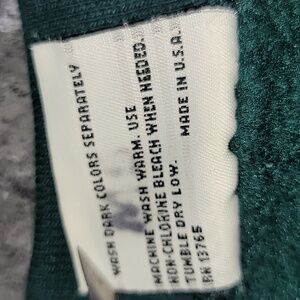 WASH DARK COLORS SEPARATELY
MACHINE WASH WARM. USE
NON-CHLORINE BLEACH WHEN NEEDED.
TUMBLE DRY LOW. MADE IN U.S.A.
RN 13765